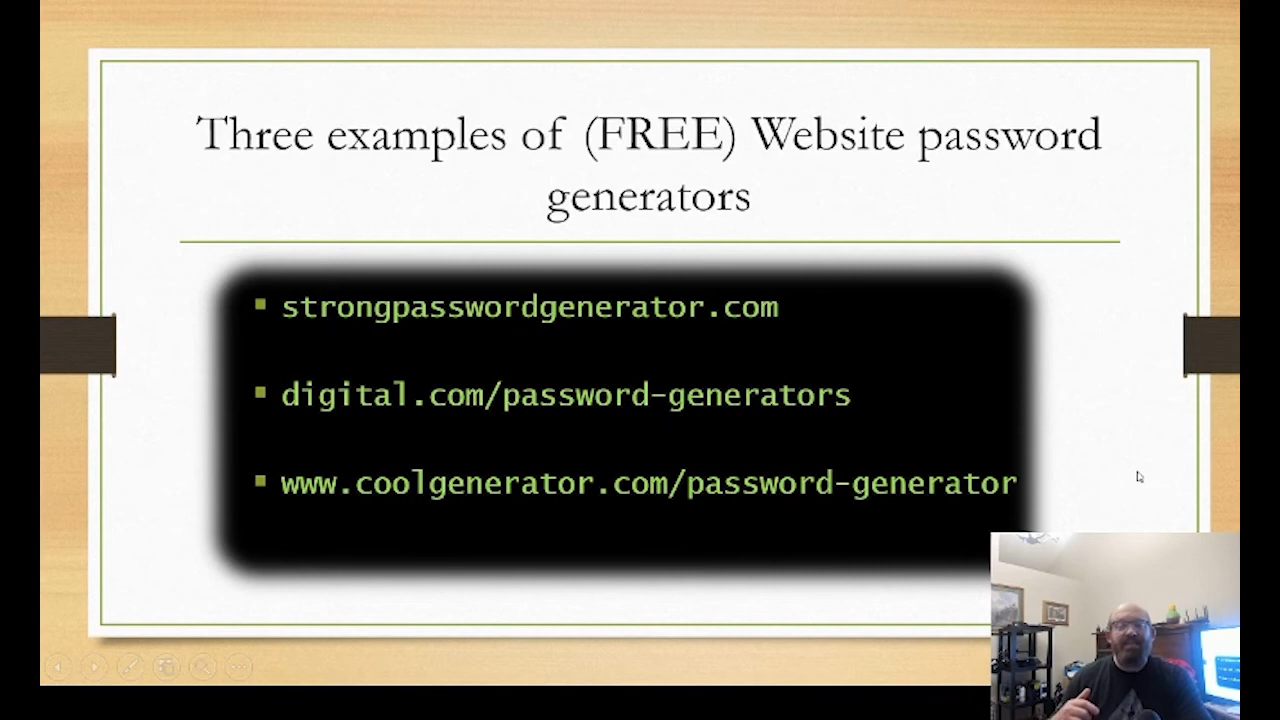 Three examples of (FREE) Website password
generators
strongpasswordgenerator.com
digital.com/password-generators
www.coolgenerator.com/password-generator